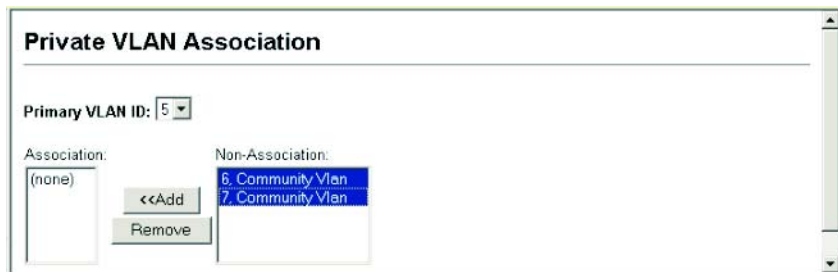 Private VLAN Association
Primary VLAN ID: 5
Association: Non-Association:
(none) 6, Community Vlan
7, Community Vlan
<<Add
Remove